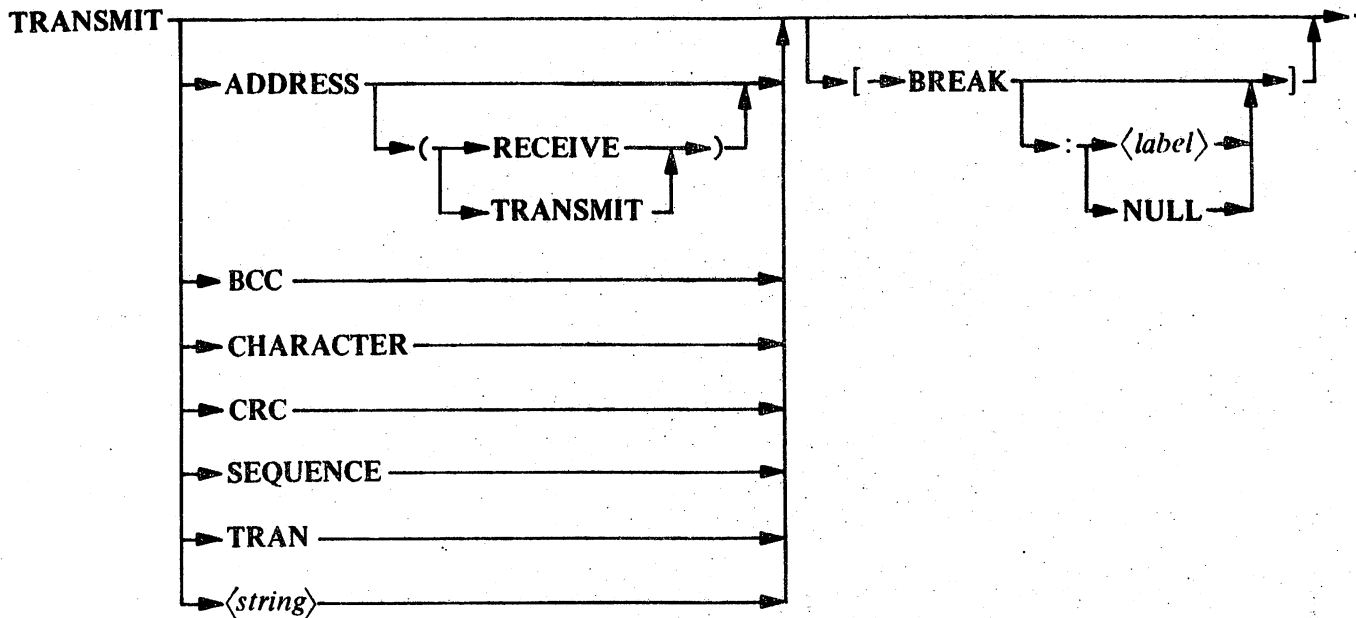 TRANSMIT
ADDRESS [ BREAK ]
( RECEIVE ) : ⟨label⟩
TRANSMIT NULL
BCC
CHARACTER
CRC
SEQUENCE
TRAN
⟨string⟩